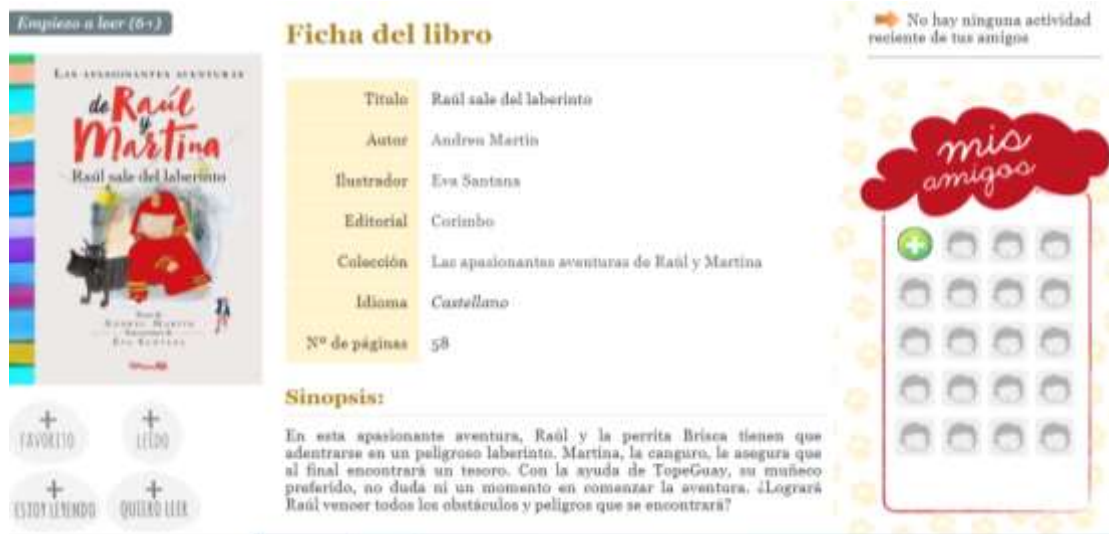 Empiezo a leer (6+)
LAS APASIONANTES AVENTURAS
de Raúl
y
Martina
Raúl sale del laberinto
ANDREU MARTÍN
EVA SANTANA
+
FAVORITO
+
LEÍDO
+
ESTOY LEYENDO
+
QUIERO LEER
Ficha del libro
Título Raúl sale del laberinto
Autor Andreu Martín
Ilustrador Eva Santana
Editorial Corimbo
Colección Las apasionantes aventuras de Raúl y Martina
Idioma Castellano
Nº de páginas 58
Sinopsis:
En esta apasionante aventura, Raúl y la perrita Brisca tienen que
adentrarse en un peligroso laberinto. Martina, la canguro, le asegura que
al final encontrará un tesoro. Con la ayuda de TopeGuay, su muñeco
preferido, no duda ni un momento en comenzar la aventura. ¿Logrará
Raúl vencer todos los obstáculos y peligros que se encontrará?
No hay ninguna actividad
reciente de tus amigos
mis
amigos